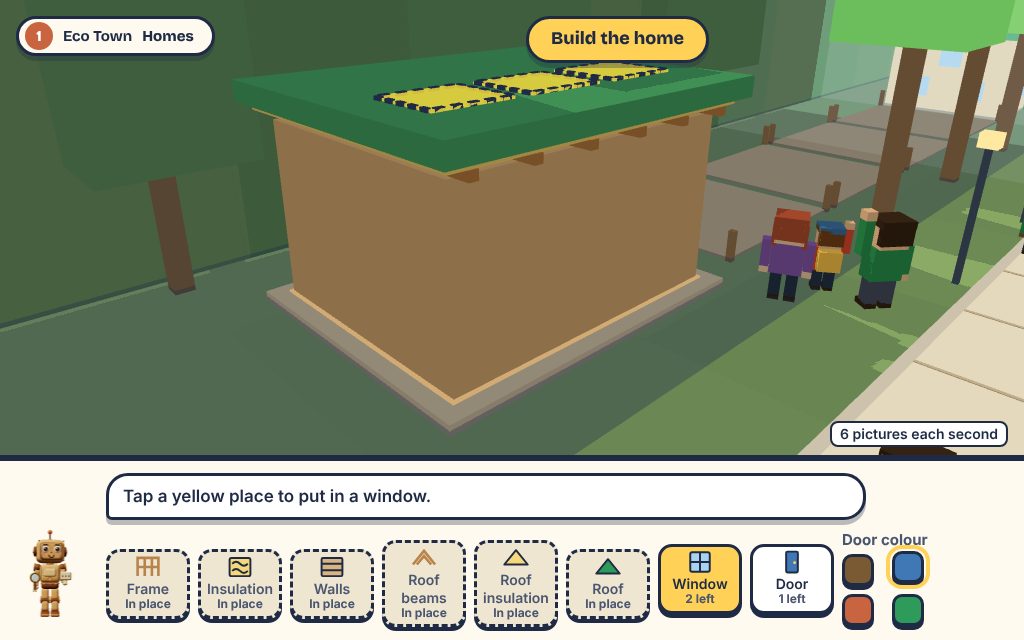 1 Eco Town Homes
Build the home
6 pictures each second
Tap a yellow place to put in a window.
Door colour
Frame
In place
Insulation
In place
Walls
In place
Roof
beams
In place
Roof
insulation
In place
Roof
In place
Window
2 left
Door
1 left